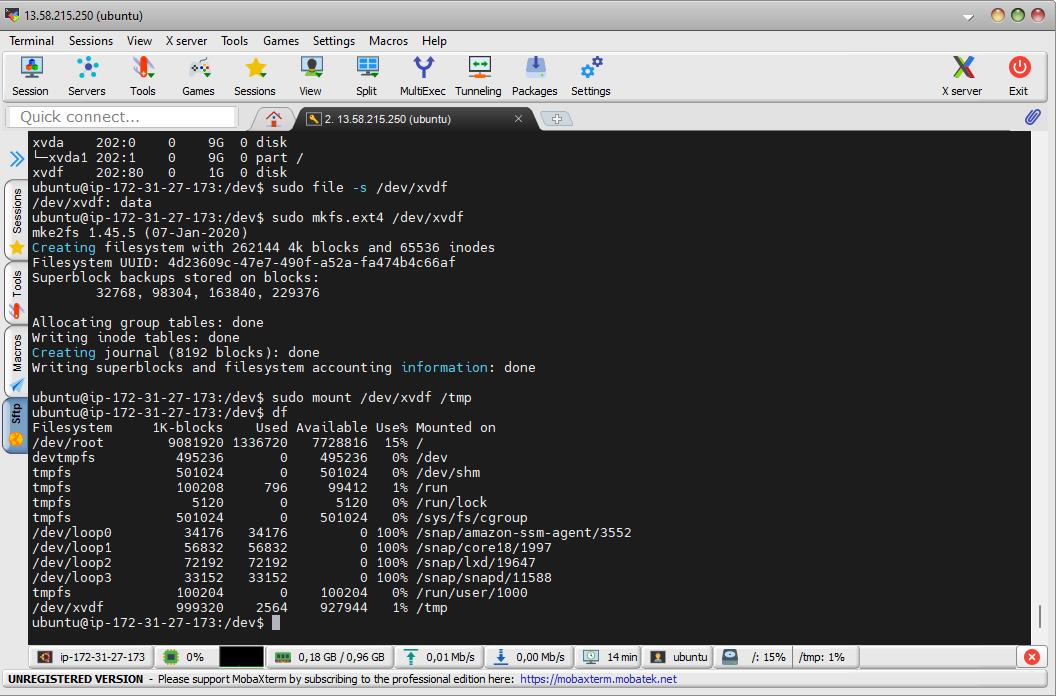 13.58.215.250 (ubuntu)
Terminal Sessions View X server Tools Games Settings Macros Help
Session Servers Tools Games Sessions View Split MultiExec Tunneling Packages Settings X server Exit
Quick connect...
2. 13.58.215.250 (ubuntu)
Sessions
Tools
Macros
Sftp
xvda    202:0    0    9G  0 disk
└─xvda1 202:1    0    9G  0 part /
xvdf    202:80   0    1G  0 disk
ubuntu@ip-172-31-27-173:/dev$ sudo file -s /dev/xvdf
/dev/xvdf: data
ubuntu@ip-172-31-27-173:/dev$ sudo mkfs.ext4 /dev/xvdf
mke2fs 1.45.5 (07-Jan-2020)
Creating filesystem with 262144 4k blocks and 65536 inodes
Filesystem UUID: 4d23609c-47e7-490f-a52a-fa474b4c66af
Superblock backups stored on blocks:
        32768, 98304, 163840, 229376
Allocating group tables: done
Writing inode tables: done
Creating journal (8192 blocks): done
Writing superblocks and filesystem accounting information: done
ubuntu@ip-172-31-27-173:/dev$ sudo mount /dev/xvdf /tmp
ubuntu@ip-172-31-27-173:/dev$ df
Filesystem     1K-blocks    Used Available Use% Mounted on
/dev/root        9081920 1336720   7728816  15% /
devtmpfs          495236       0    495236   0% /dev
tmpfs             501024       0    501024   0% /dev/shm
tmpfs             100208     796     99412   1% /run
tmpfs               5120       0      5120   0% /run/lock
tmpfs             501024       0    501024   0% /sys/fs/cgroup
/dev/loop0         34176   34176         0 100% /snap/amazon-ssm-agent/3552
/dev/loop1         56832   56832         0 100% /snap/core18/1997
/dev/loop2         72192   72192         0 100% /snap/lxd/19647
/dev/loop3         33152   33152         0 100% /snap/snapd/11588
tmpfs             100204       0    100204   0% /run/user/1000
/dev/xvdf         999320    2564    927944   1% /tmp
ubuntu@ip-172-31-27-173:/dev$
ip-172-31-27-173 0% 0,18 GB / 0,96 GB 0,01 Mb/s 0,00 Mb/s 14 min ubuntu /: 15% /tmp: 1%
UNREGISTERED VERSION - Please support MobaXterm by subscribing to the professional edition here: https://mobaxterm.mobatek.net